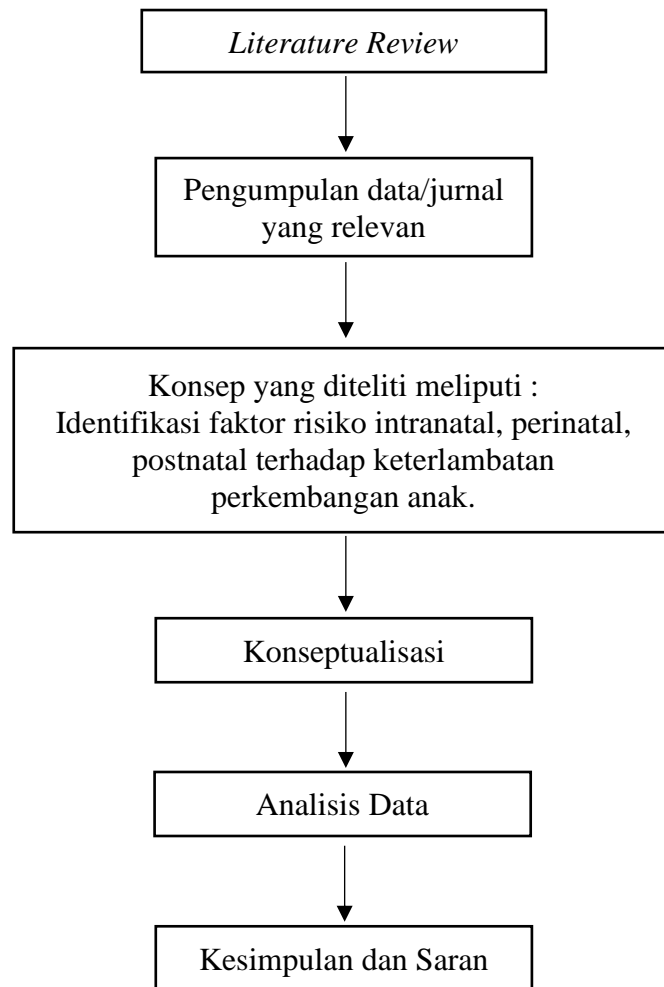 Literature Review
Pengumpulan data/jurnal
yang relevan
Konsep yang diteliti meliputi :
Identifikasi faktor risiko intranatal, perinatal,
postnatal terhadap keterlambatan
perkembangan anak.
Konseptualisasi
Analisis Data
Kesimpulan dan Saran